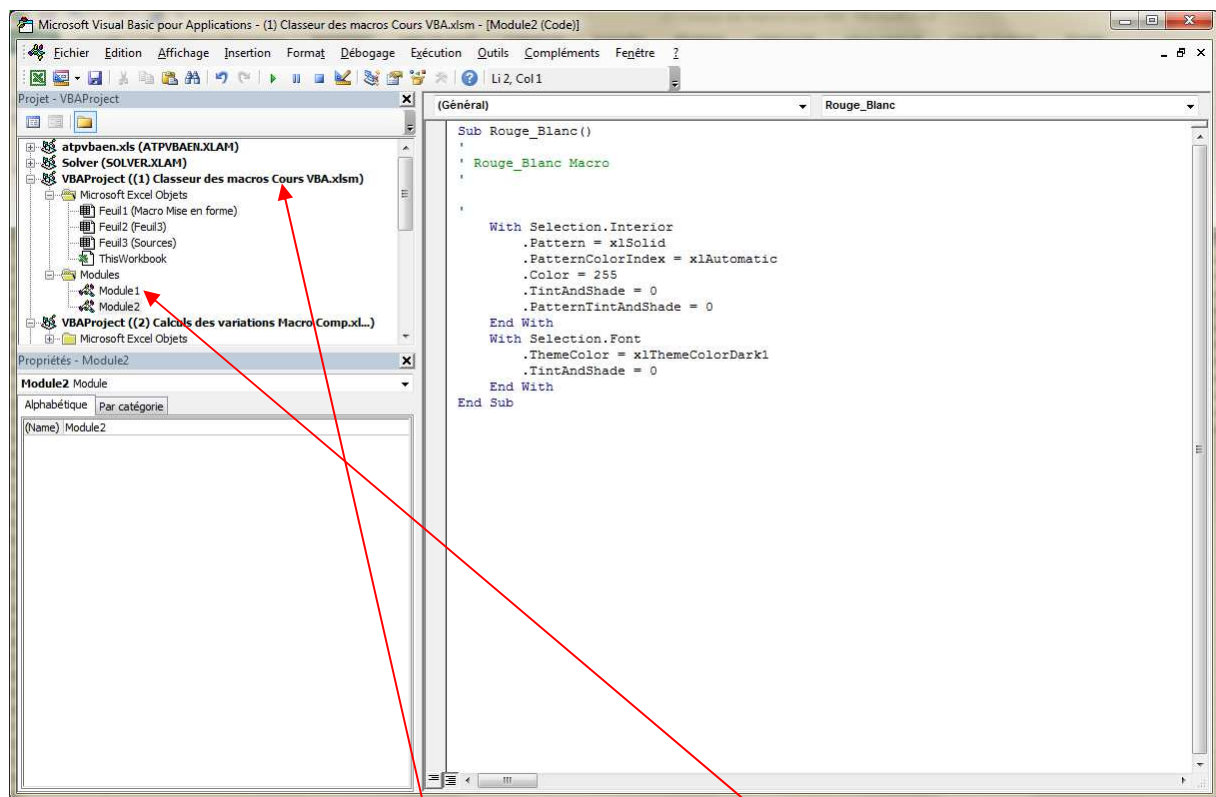 Microsoft Visual Basic pour Applications - (1) Classeur des macros Cours VBA.xlsm - [Module2 (Code)]
Fichier Edition Affichage Insertion Format Débogage Exécution Outils Compléments Fenêtre ?
Li 2, Col 1
Projet - VBAProject
atpvbaen.xls (ATPVBAEN.XLAM)
Solver (SOLVER.XLAM)
VBAProject ((1) Classeur des macros Cours VBA.xlsm)
Microsoft Excel Objets
Feuil1 (Macro Mise en forme)
Feuil2 (Feuil3)
Feuil3 (Sources)
ThisWorkbook
Modules
Module1
Module2
VBAProject ((2) Calculs des variations Macro Comp.xl...)
Microsoft Excel Objets
Propriétés - Module2
Module2 Module
Alphabétique Par catégorie
(Name) Module2
(Général) Rouge_Blanc
Sub Rouge_Blanc()
'
' Rouge_Blanc Macro
'
'
With Selection.Interior
.Pattern = xlSolid
.PatternColorIndex = xlAutomatic
.Color = 255
.TintAndShade = 0
.PatternTintAndShade = 0
End With
With Selection.Font
.ThemeColor = xlThemeColorDark1
.TintAndShade = 0
End With
End Sub